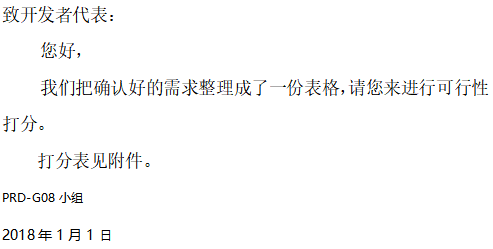 致开发者代表：
您好，
我们把确认好的需求整理成了一份表格，请您来进行可行性
打分。
打分表见附件。
PRD-G08 小组
2018 年 1 月 1 日